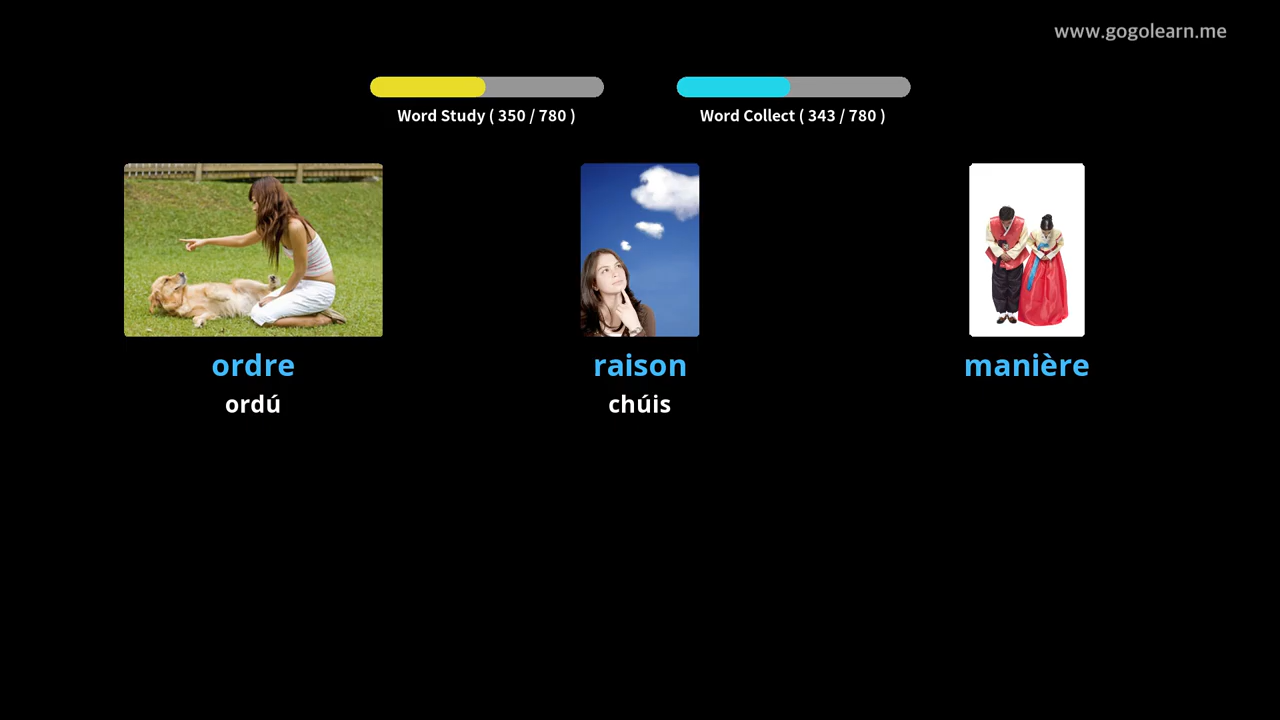 www.gogolearn.me
Word Study ( 350 / 780 )
Word Collect ( 343 / 780 )
ordre
raison
manière
ordú
chúis